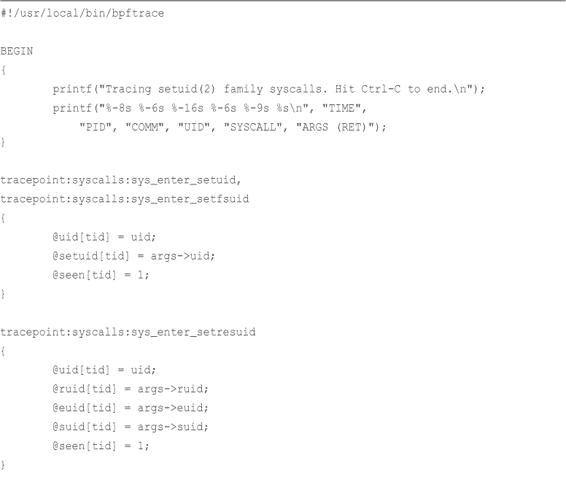 #!/usr/local/bin/bpftrace

BEGIN
{
        printf("Tracing setuid(2) family syscalls. Hit Ctrl-C to end.\n");
        printf("%-8s %-6s %-16s %-6s %-9s %s\n", "TIME",
            "PID", "COMM", "UID", "SYSCALL", "ARGS (RET)");
}

tracepoint:syscalls:sys_enter_setuid,
tracepoint:syscalls:sys_enter_setfsuid
{
        @uid[tid] = uid;
        @setuid[tid] = args->uid;
        @seen[tid] = 1;
}

tracepoint:syscalls:sys_enter_setresuid
{
        @uid[tid] = uid;
        @ruid[tid] = args->ruid;
        @euid[tid] = args->euid;
        @suid[tid] = args->suid;
        @seen[tid] = 1;
}